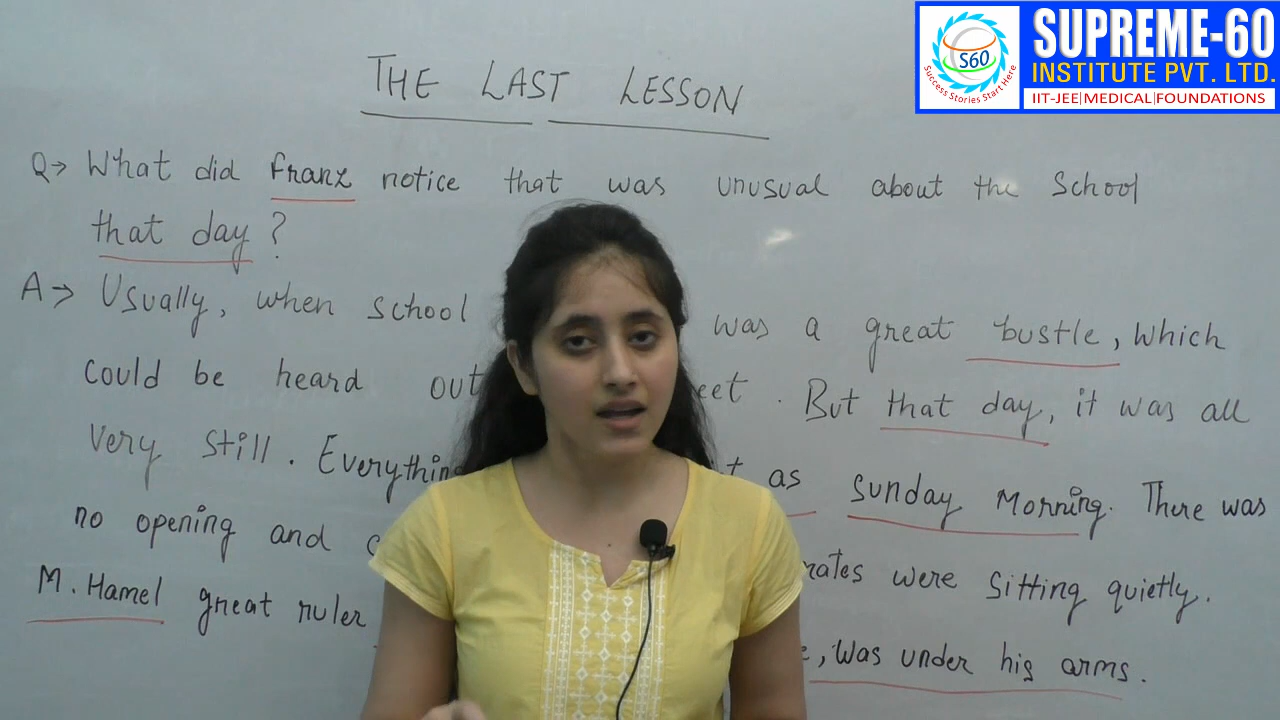 SUPREME-60
INSTITUTE PVT. LTD.
IIT-JEE|MEDICAL|FOUNDATIONS
S60
Success Stories Start Here
THE LAST LESSON
Q→ What did Franz notice that was unusual about the School
that day ?
A→ Usually, when school was a great bustle, which
could be heard out eet. But that day, it was all
very still. Everything as Sunday Morning. There was
no opening and mates were sitting quietly.
M. Hamel great ruler , was under his arms.